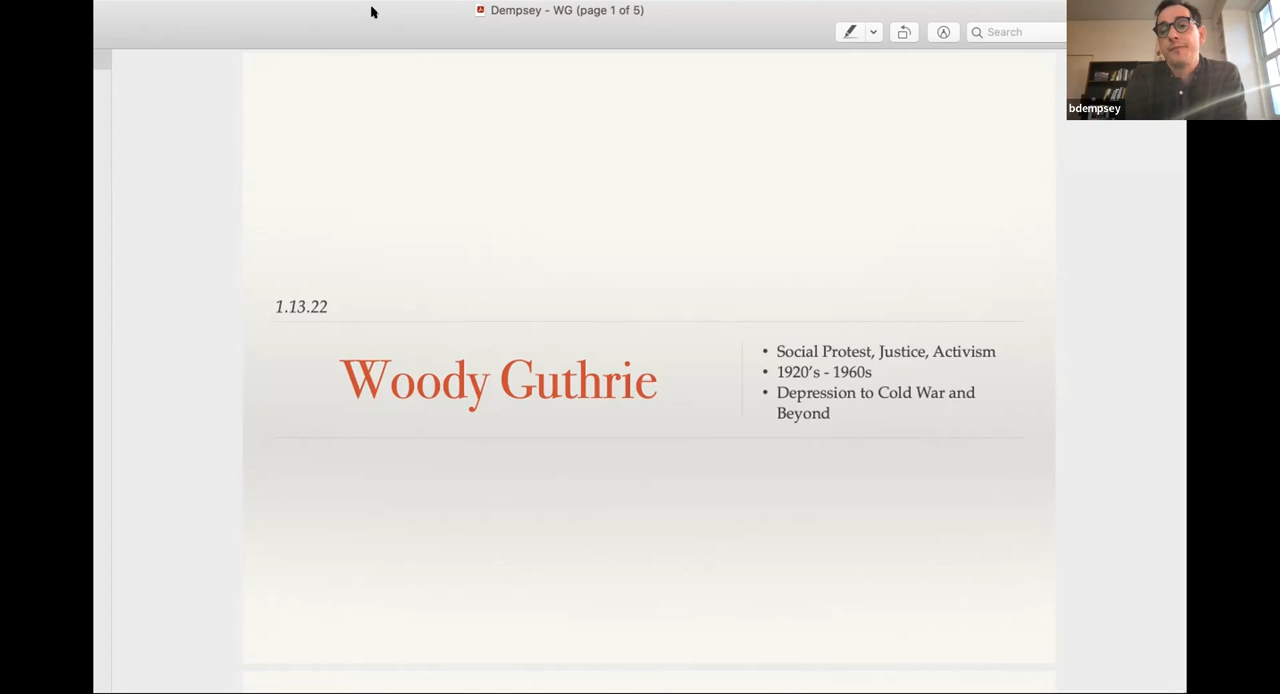 Dempsey - WG (page 1 of 5)
Search
bdempsey
1.13.22
Woody Guthrie
• Social Protest, Justice, Activism
• 1920’s - 1960s
• Depression to Cold War and
Beyond